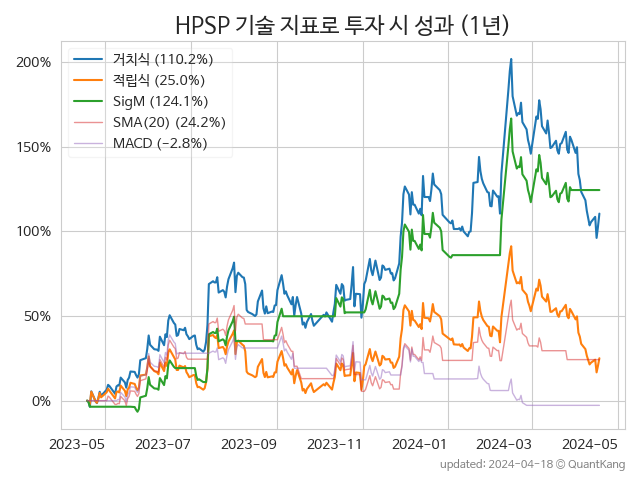 HPSP 기술 지표로 투자 시 성과 (1년)
200%
150%
100%
50%
0%
거치식 (110.2%)
적립식 (25.0%)
SigM (124.1%)
SMA(20) (24.2%)
MACD (-2.8%)
2023-05 2023-07 2023-09 2023-11 2024-01 2024-03 2024-05
updated: 2024-04-18 © QuantKang